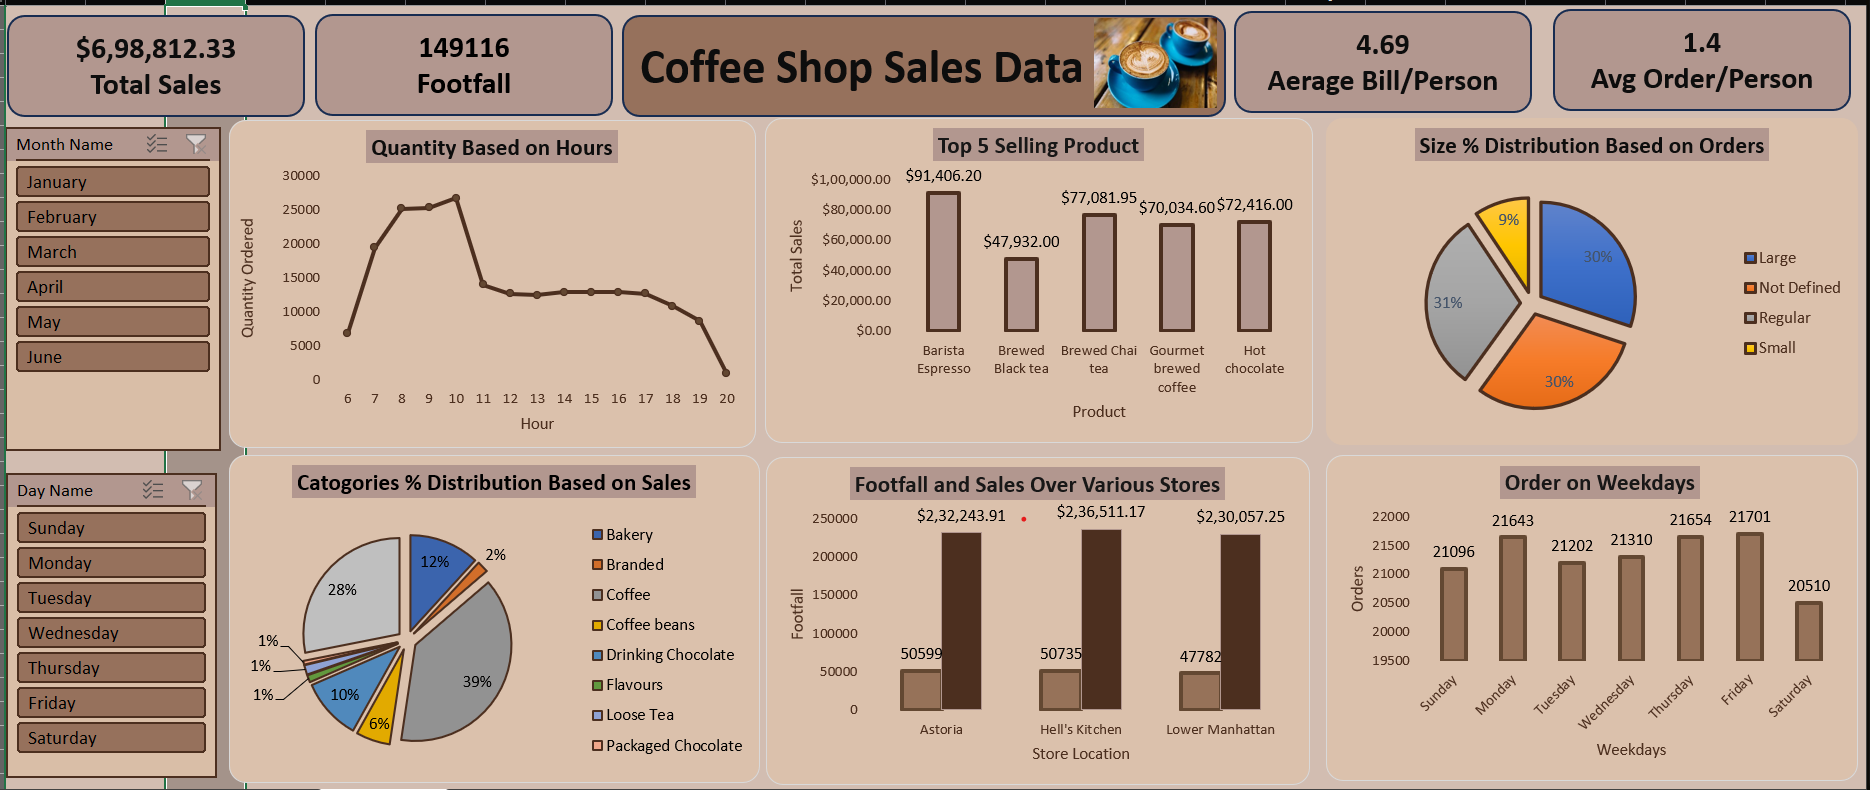 $6,98,812.33
Total Sales
149116
Footfall
Coffee Shop Sales Data
4.69
Aerage Bill/Person
1.4
Avg Order/Person
Month Name
January
February
March
April
May
June
Quantity Based on Hours
Quantity Ordered
30000
25000
20000
15000
10000
5000
0
6 7 8 9 10 11 12 13 14 15 16 17 18 19 20
Hour
Top 5 Selling Product
Total Sales
$1,00,000.00
$80,000.00
$60,000.00
$40,000.00
$20,000.00
$0.00
$91,406.20
$47,932.00
$77,081.95
$70,034.60
$72,416.00
Barista
Espresso
Brewed
Black tea
Brewed Chai
tea
Gourmet
brewed
coffee
Hot
chocolate
Product
Size % Distribution Based on Orders
9%
30%
31%
30%
Large
Not Defined
Regular
Small
Day Name
Sunday
Monday
Tuesday
Wednesday
Thursday
Friday
Saturday
Catogories % Distribution Based on Sales
12%
2%
28%
39%
1%
1%
1%
10%
6%
Bakery
Branded
Coffee
Coffee beans
Drinking Chocolate
Flavours
Loose Tea
Packaged Chocolate
Footfall and Sales Over Various Stores
Footfall
250000
200000
150000
100000
50000
0
$2,32,243.91
$2,36,511.17
$2,30,057.25
50599
50735
47782
Astoria
Hell's Kitchen
Lower Manhattan
Store Location
Order on Weekdays
Orders
22000
21500
21000
20500
20000
19500
21096
21643
21202
21310
21654
21701
20510
Sunday
Monday
Tuesday
Wednesday
Thursday
Friday
Saturday
Weekdays